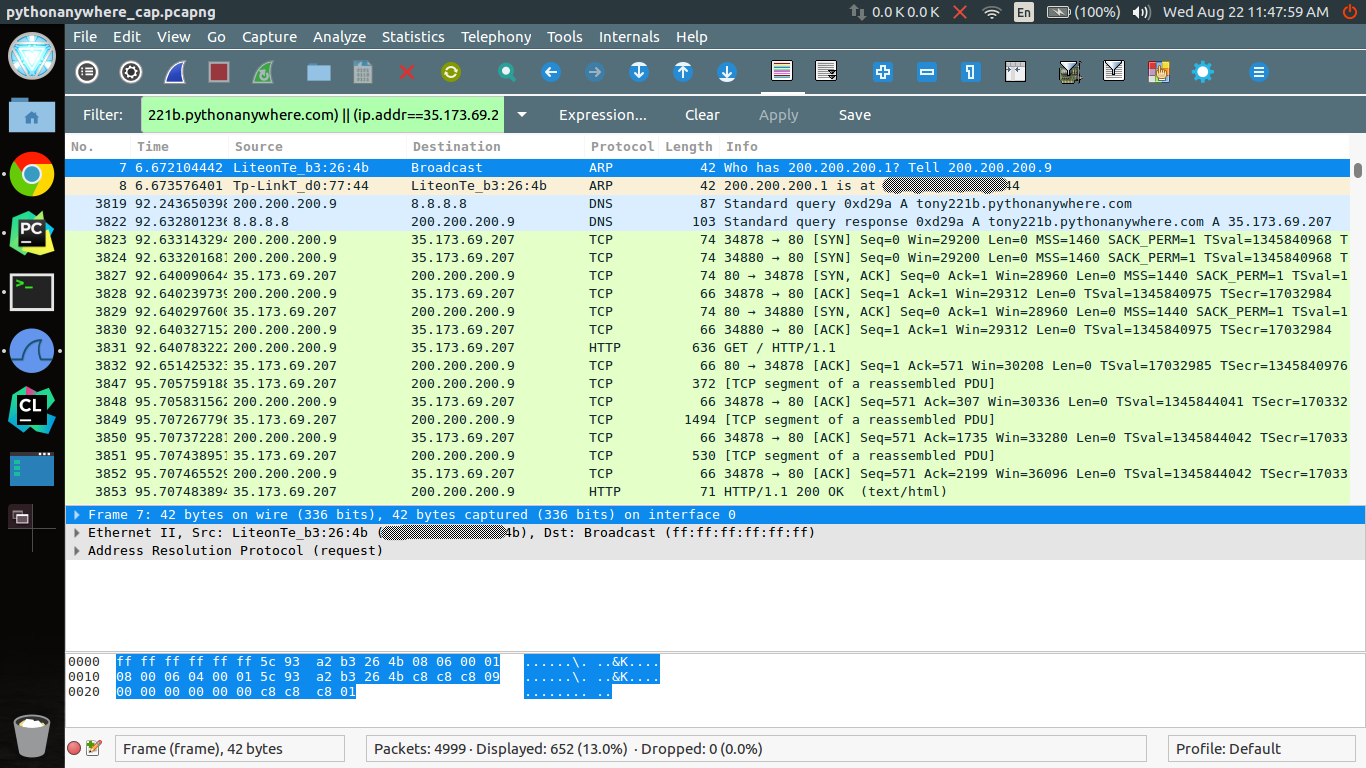 pythonanywhere_cap.pcapng 0.0 K 0.0 K En (100%) Wed Aug 22 11:47:59 AM
File Edit View Go Capture Analyze Statistics Telephony Tools Internals Help
Filter: 221b.pythonanywhere.com) || (ip.addr==35.173.69.2 Expression... Clear Apply Save
No. Time Source Destination Protocol Length Info
7 6.672104442 LiteonTe_b3:26:4b Broadcast ARP 42 Who has 200.200.200.1? Tell 200.200.200.9
8 6.673576401 Tp-LinkT_d0:77:44 LiteonTe_b3:26:4b ARP 42 200.200.200.1 is at 44
3819 92.243650398 200.200.200.9 8.8.8.8 DNS 87 Standard query 0xd29a A tony221b.pythonanywhere.com
3822 92.632801236 8.8.8.8 200.200.200.9 DNS 103 Standard query response 0xd29a A tony221b.pythonanywhere.com A 35.173.69.207
3823 92.633143294 200.200.200.9 35.173.69.207 TCP 74 34878 → 80 [SYN] Seq=0 Win=29200 Len=0 MSS=1460 SACK_PERM=1 TSval=1345840968 T
3824 92.633201681 200.200.200.9 35.173.69.207 TCP 74 34880 → 80 [SYN] Seq=0 Win=29200 Len=0 MSS=1460 SACK_PERM=1 TSval=1345840968 T
3827 92.640090644 35.173.69.207 200.200.200.9 TCP 74 80 → 34878 [SYN, ACK] Seq=0 Ack=1 Win=28960 Len=0 MSS=1440 SACK_PERM=1 TSval=1
3828 92.640239739 200.200.200.9 35.173.69.207 TCP 66 34878 → 80 [ACK] Seq=1 Ack=1 Win=29312 Len=0 TSval=1345840975 TSecr=17032984
3829 92.640297600 35.173.69.207 200.200.200.9 TCP 74 80 → 34880 [SYN, ACK] Seq=0 Ack=1 Win=28960 Len=0 MSS=1440 SACK_PERM=1 TSval=1
3830 92.640327152 200.200.200.9 35.173.69.207 TCP 66 34880 → 80 [ACK] Seq=1 Ack=1 Win=29312 Len=0 TSval=1345840975 TSecr=17032984
3831 92.640783222 200.200.200.9 35.173.69.207 HTTP 636 GET / HTTP/1.1
3832 92.651425323 35.173.69.207 200.200.200.9 TCP 66 80 → 34878 [ACK] Seq=1 Ack=571 Win=30208 Len=0 TSval=17032985 TSecr=1345840976
3847 95.705759188 35.173.69.207 200.200.200.9 TCP 372 [TCP segment of a reassembled PDU]
3848 95.705831562 200.200.200.9 35.173.69.207 TCP 66 34878 → 80 [ACK] Seq=571 Ack=307 Win=30336 Len=0 TSval=1345844041 TSecr=170332
3849 95.707267796 35.173.69.207 200.200.200.9 TCP 1494 [TCP segment of a reassembled PDU]
3850 95.707372281 200.200.200.9 35.173.69.207 TCP 66 34878 → 80 [ACK] Seq=571 Ack=1735 Win=33280 Len=0 TSval=1345844042 TSecr=17033
3851 95.707438951 35.173.69.207 200.200.200.9 TCP 530 [TCP segment of a reassembled PDU]
3852 95.707465529 200.200.200.9 35.173.69.207 TCP 66 34878 → 80 [ACK] Seq=571 Ack=2199 Win=36096 Len=0 TSval=1345844042 TSecr=17033
3853 95.707483894 35.173.69.207 200.200.200.9 HTTP 71 HTTP/1.1 200 OK (text/html)
Frame 7: 42 bytes on wire (336 bits), 42 bytes captured (336 bits) on interface 0
Ethernet II, Src: LiteonTe_b3:26:4b ( 4b), Dst: Broadcast (ff:ff:ff:ff:ff:ff)
Address Resolution Protocol (request)
0000 ff ff ff ff ff ff 5c 93 a2 b3 26 4b 08 06 00 01 ......\. ..&K....
0010 08 00 06 04 00 01 5c 93 a2 b3 26 4b c8 c8 c8 09 ......\. ..&K....
0020 00 00 00 00 00 00 c8 c8 c8 01 ........ ..
Frame (frame), 42 bytes Packets: 4999 · Displayed: 652 (13.0%) · Dropped: 0 (0.0%) Profile: Default
PC
>_
CL